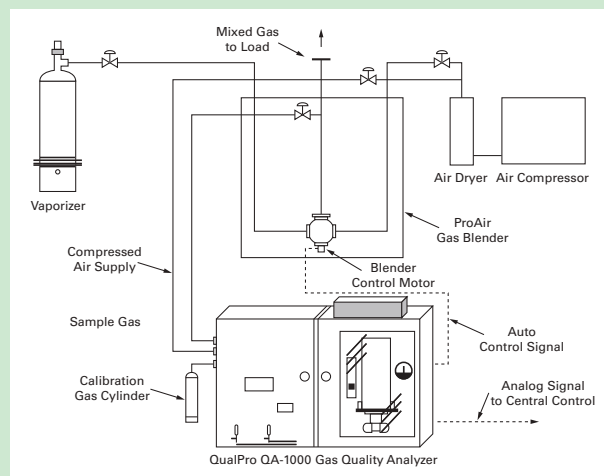 Mixed Gas
to Load
Vaporizer
Air Dryer
Air Compressor
ProAir
Gas Blender
Compressed
Air Supply
Blender
Control Motor
Sample Gas
Auto
Control Signal
Calibration
Gas Cylinder
Analog Signal
to Central Control
QualPro QA-1000 Gas Quality Analyzer